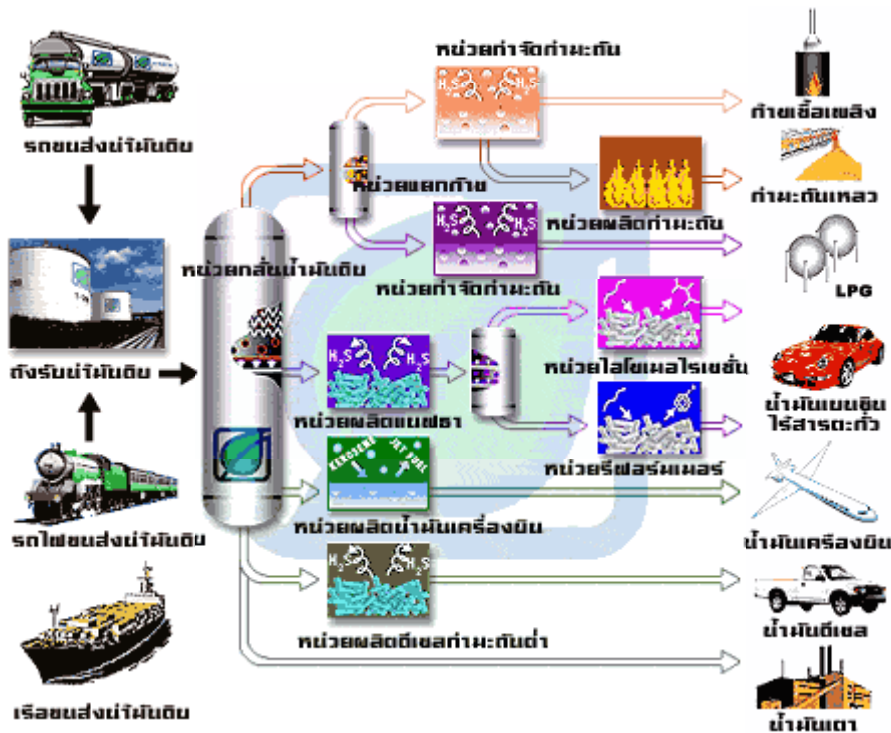 หน่วยกำจัดกำมะถัน
H₂S
H₂S
ก๊าซเชื้อเพลิง
รถขนส่งน้ำมันดิบ
หน่วยแยกก๊าซ
หน่วยผลิตกำมะถัน
กำมะถันเหลว
หน่วยกลั่นน้ำมันดิบ
H₂S
H₂S
หน่วยกำจัดกำมะถัน
LPG
ถังรับน้ำมันดิบ
H₂S
H₂S
หน่วยผลิตแนฟธา
หน่วยไอโซเมอไรเซชั่น
น้ำมันเบนซิน
ไร้สารตะกั่ว
หน่วยรีฟอร์มเมอร์
KEROSENE
JET FUEL
หน่วยผลิตน้ำมันเครื่องบิน
น้ำมันเครื่องบิน
รถไฟขนส่งน้ำมันดิบ
H₂S
H₂S
หน่วยผลิตดีเซลกำมะถันต่ำ
น้ำมันดีเซล
เรือขนส่งน้ำมันดิบ
น้ำมันเตา